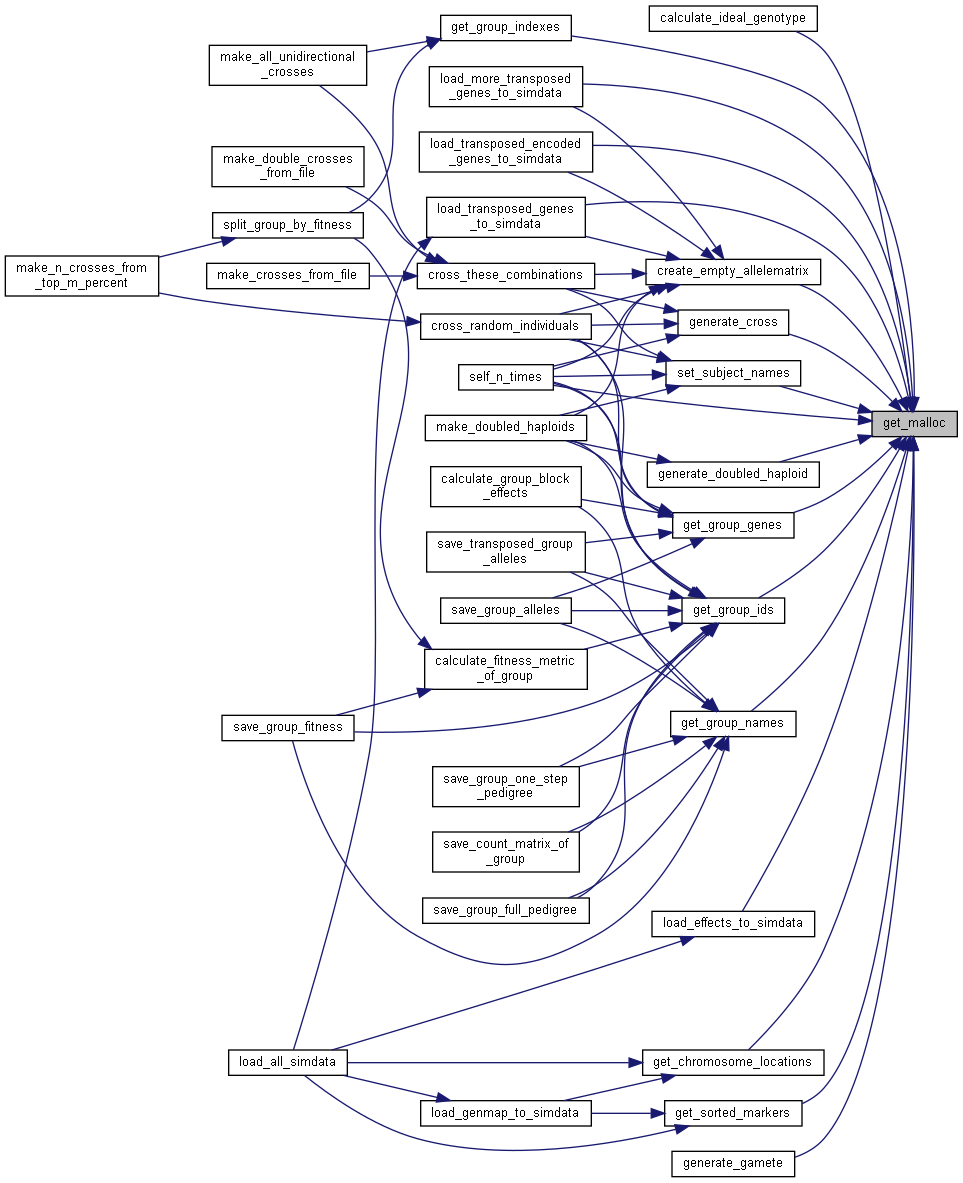 calculate_ideal_genotype
get_group_indexes
make_all_unidirectional
_crosses
load_more_transposed
_genes_to_simdata
load_transposed_encoded
_genes_to_simdata
make_double_crosses
_from_file
load_transposed_genes
_to_simdata
split_group_by_fitness
make_n_crosses_from
_top_m_percent
make_crosses_from_file
cross_these_combinations
create_empty_allelematrix
cross_random_individuals
generate_cross
self_n_times
set_subject_names
make_doubled_haploids
get_malloc
generate_doubled_haploid
calculate_group_block
_effects
get_group_genes
save_transposed_group
_alleles
save_group_alleles
get_group_ids
calculate_fitness_metric
_of_group
save_group_fitness
get_group_names
save_group_one_step
_pedigree
save_count_matrix_of
_group
save_group_full_pedigree
load_effects_to_simdata
load_all_simdata
get_chromosome_locations
load_genmap_to_simdata
get_sorted_markers
generate_gamete